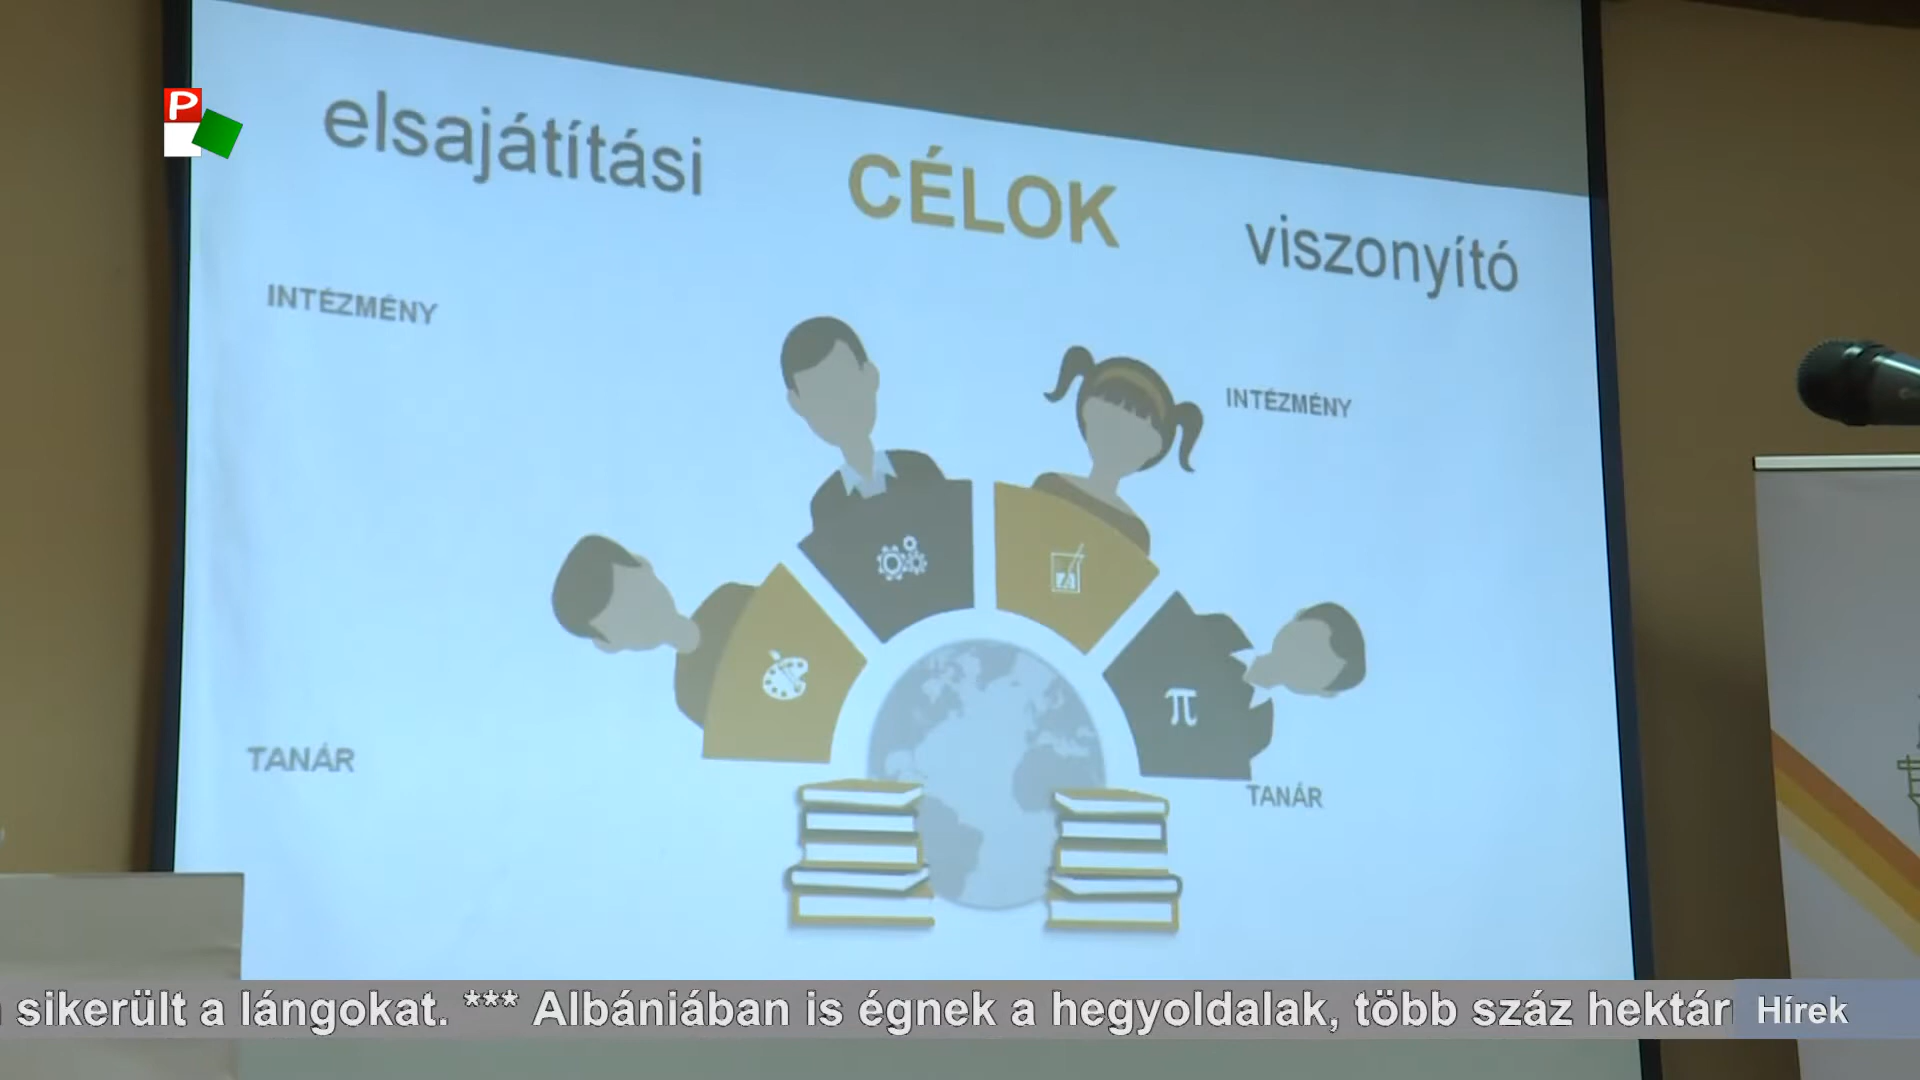 P
elsajátítási
CÉLOK
viszonyító
INTÉZMÉNY
INTÉZMÉNY
π
TANÁR
TANÁR
sikerült a lángokat. *** Albániában is égnek a hegyoldalak, több száz hektár
Hírek